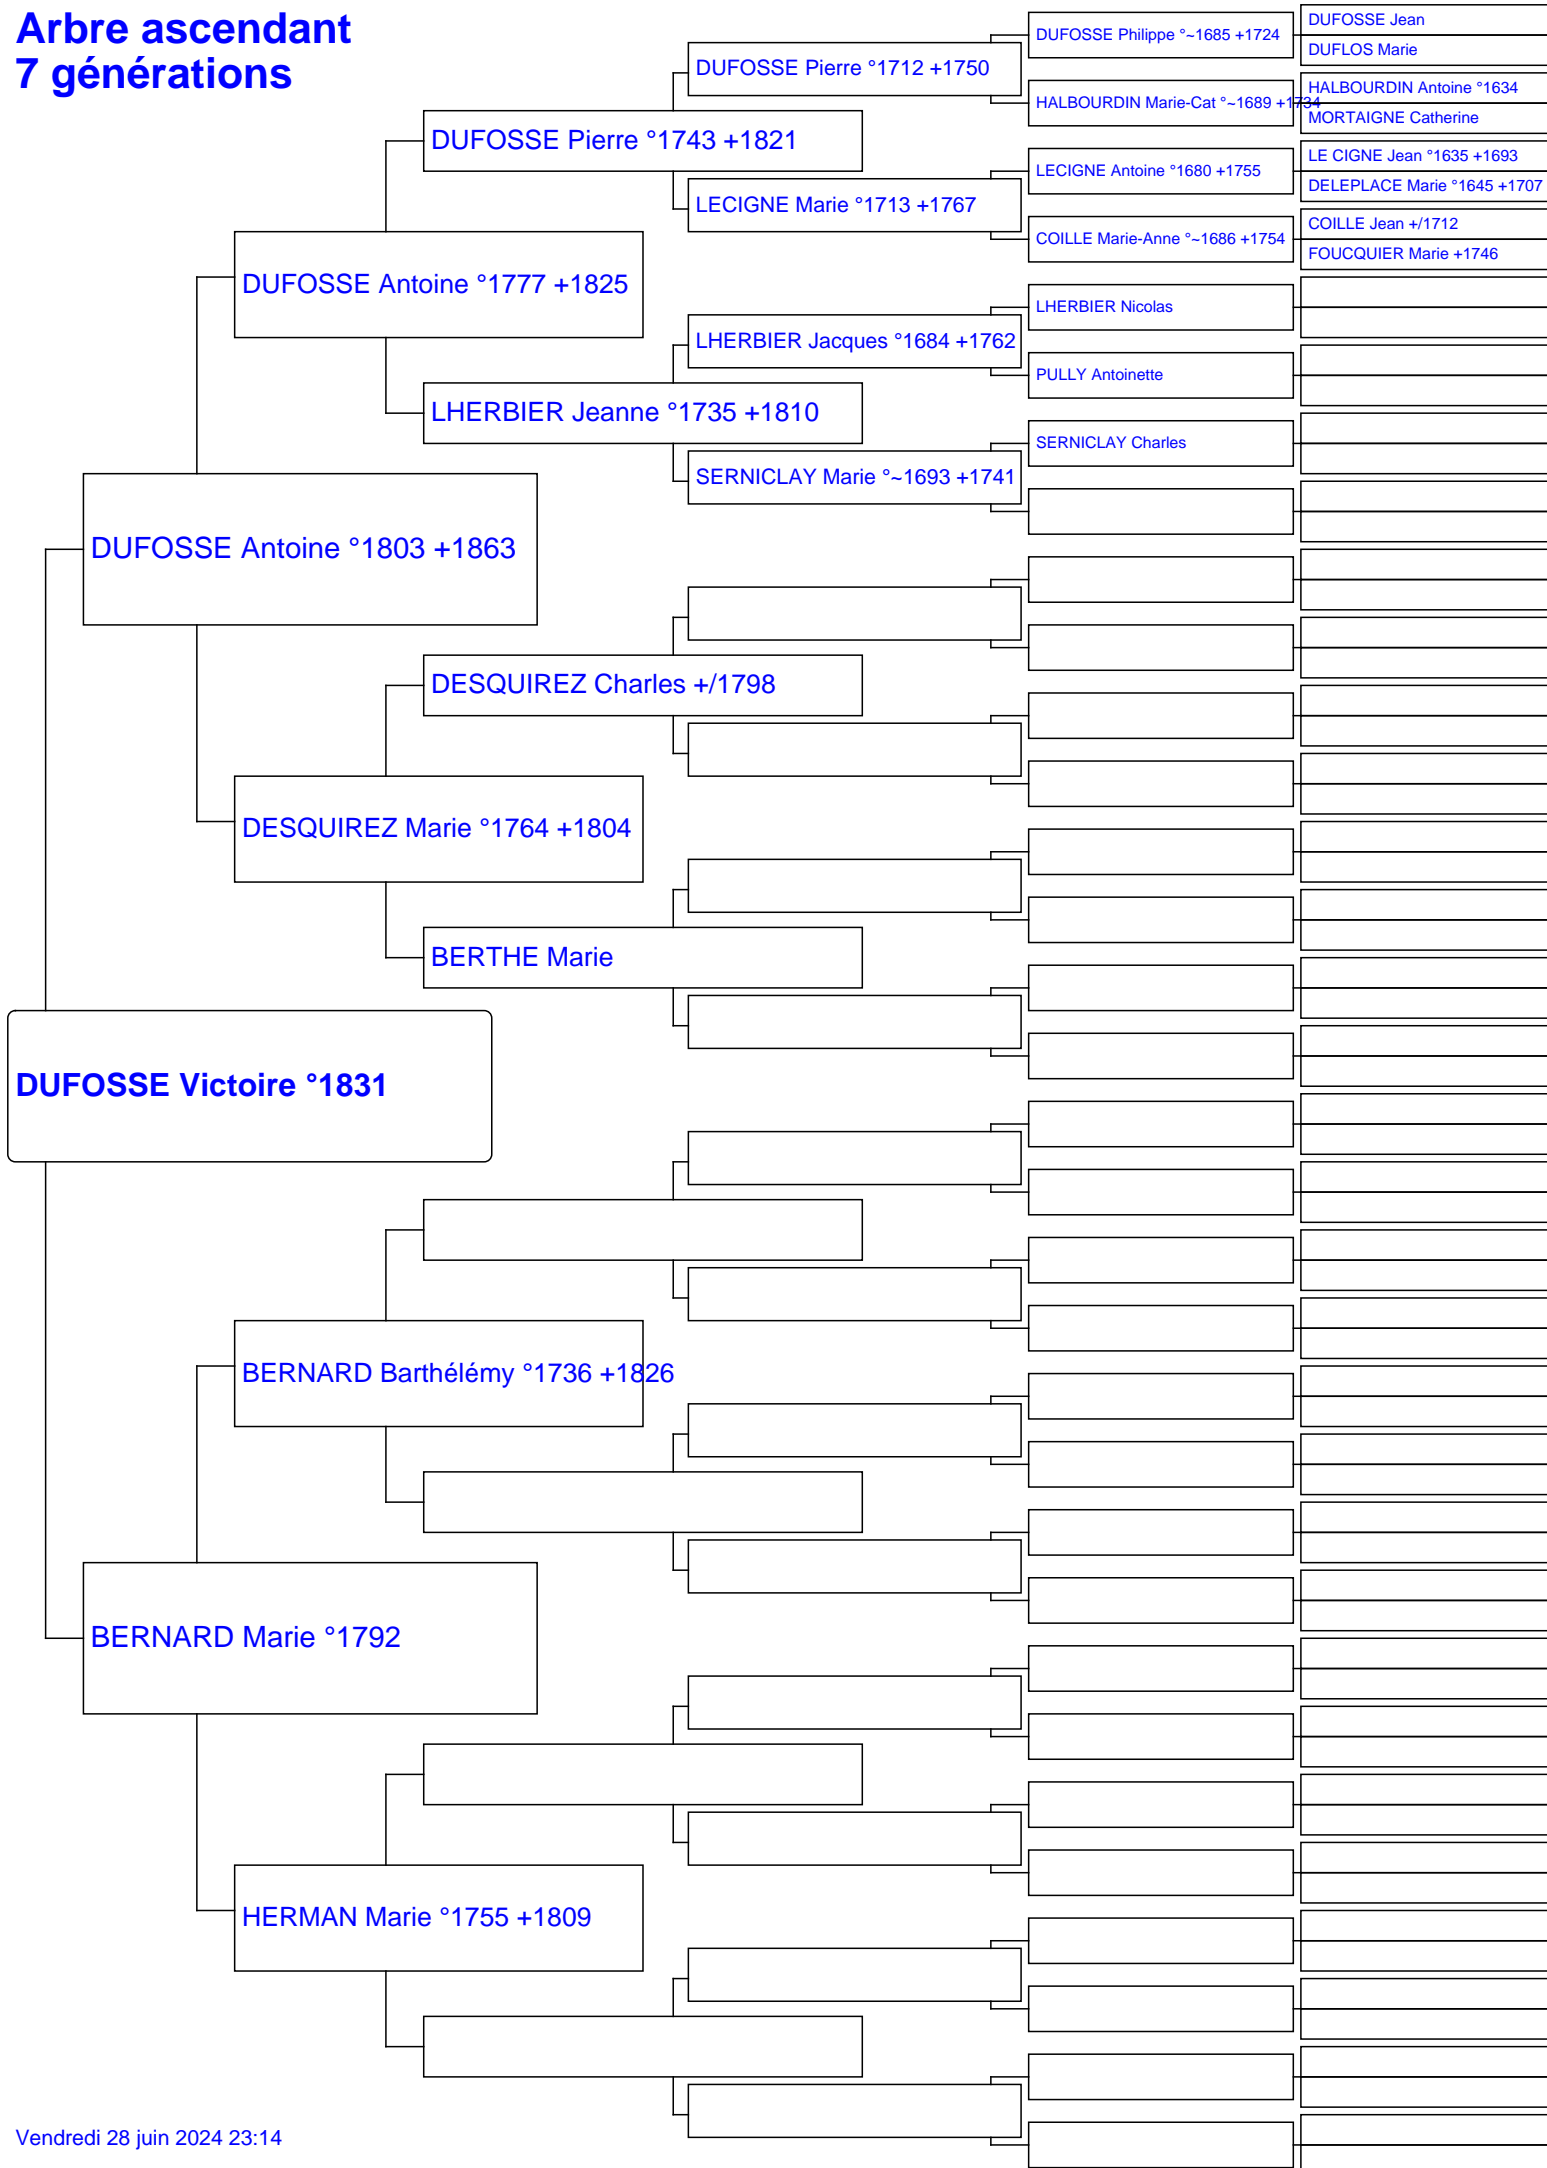 Arbre ascendant
7 générations
DUFOSSE Victoire °1831
DUFOSSE Antoine °1803 +1863
BERNARD Marie °1792
DUFOSSE Antoine °1777 +1825
DESQUIREZ Marie °1764 +1804
BERNARD Barthélémy °1736 +1826
HERMAN Marie °1755 +1809
DUFOSSE Pierre °1743 +1821
LHERBIER Jeanne °1735 +1810
DESQUIREZ Charles +/1798
BERTHE Marie
DUFOSSE Pierre °1712 +1750
LECIGNE Marie °1713 +1767
LHERBIER Jacques °1684 +1762
SERNICLAY Marie °~1693 +1741
DUFOSSE Philippe °~1685 +1724
HALBOURDIN Marie-Cat °~1689 +1734
LECIGNE Antoine °1680 +1755
COILLE Marie-Anne °~1686 +1754
LHERBIER Nicolas
PULLY Antoinette
SERNICLAY Charles
DUFOSSE Jean
DUFLOS Marie
HALBOURDIN Antoine °1634
MORTAIGNE Catherine
LE CIGNE Jean °1635 +1693
DELEPLACE Marie °1645 +1707
COILLE Jean +/1712
FOUCQUIER Marie +1746
Vendredi 28 juin 2024 23:14